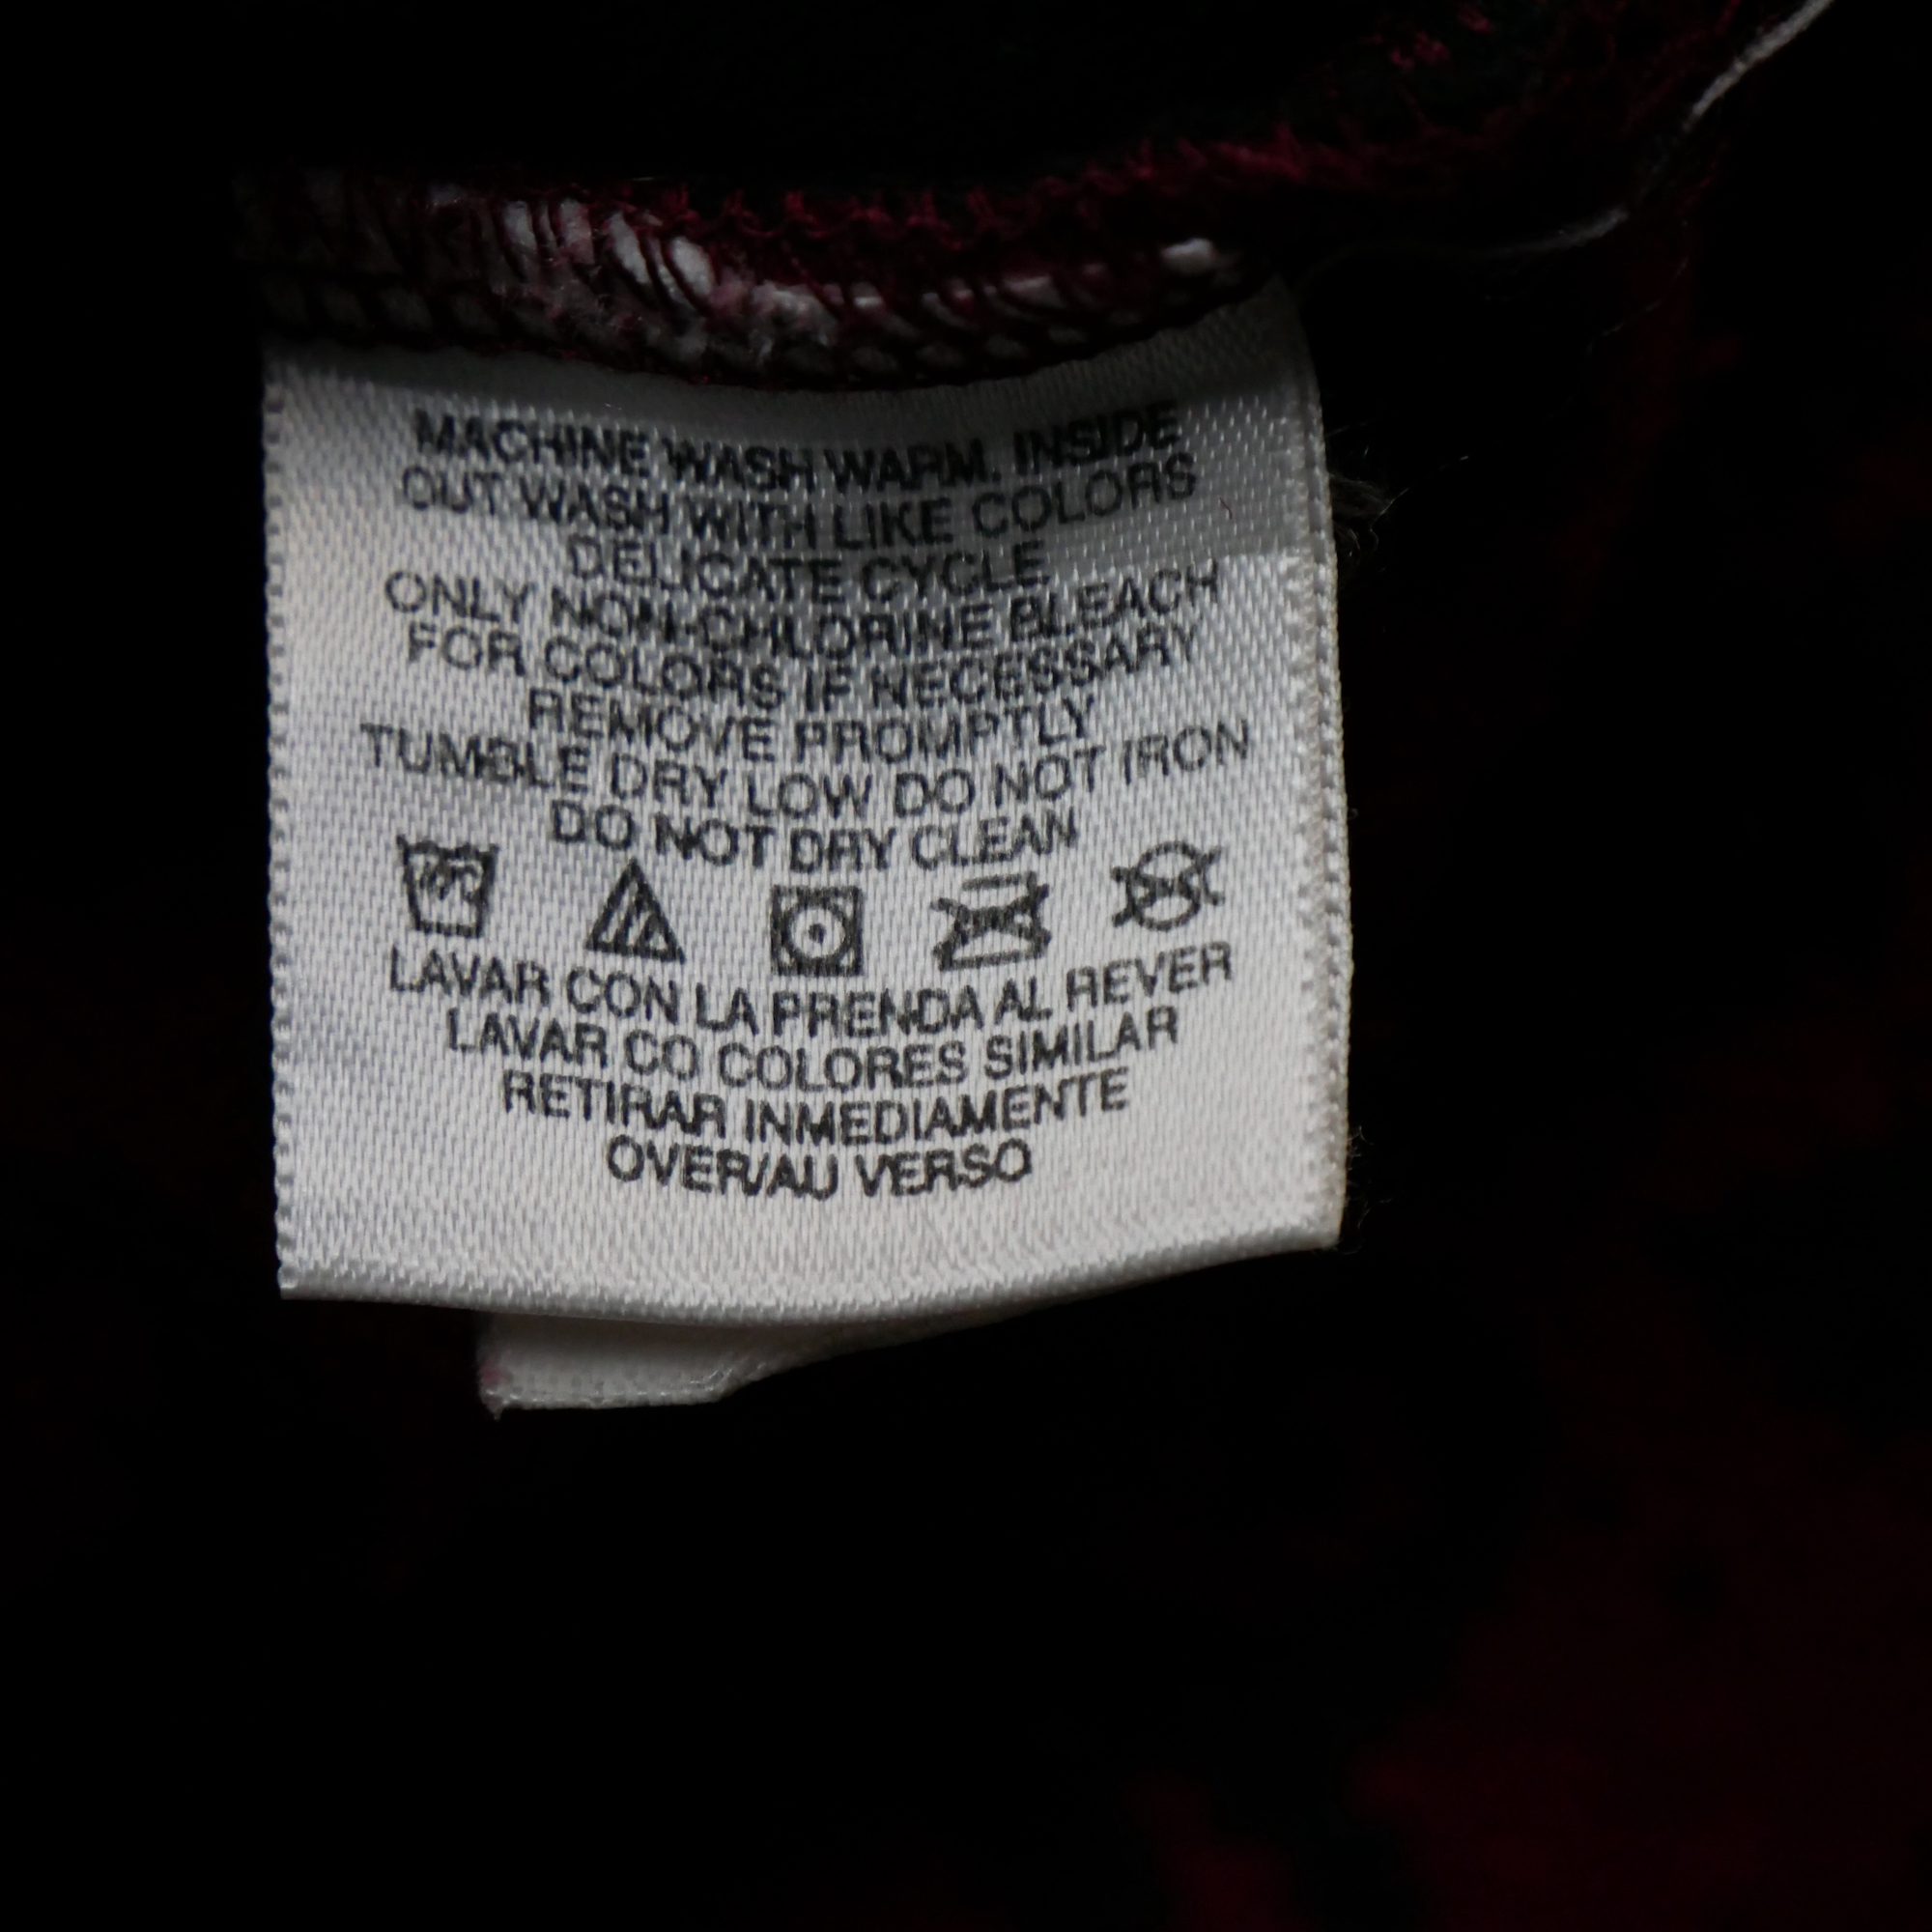 MACHINE WASH WARM. INSIDE
OUT WASH WITH LIKE COLORS
DELICATE CYCLE
ONLY NON-CHLORINE BLEACH
FOR COLORS IF NECESSARY
REMOVE PROMPTLY
TUMBLE DRY LOW DO NOT IRON
DO NOT DRY CLEAN
LAVAR CON LA PRENDA AL REVER
LAVAR CO COLORES SIMILAR
RETIRAR INMEDIAMENTE
OVER/AU VERSO